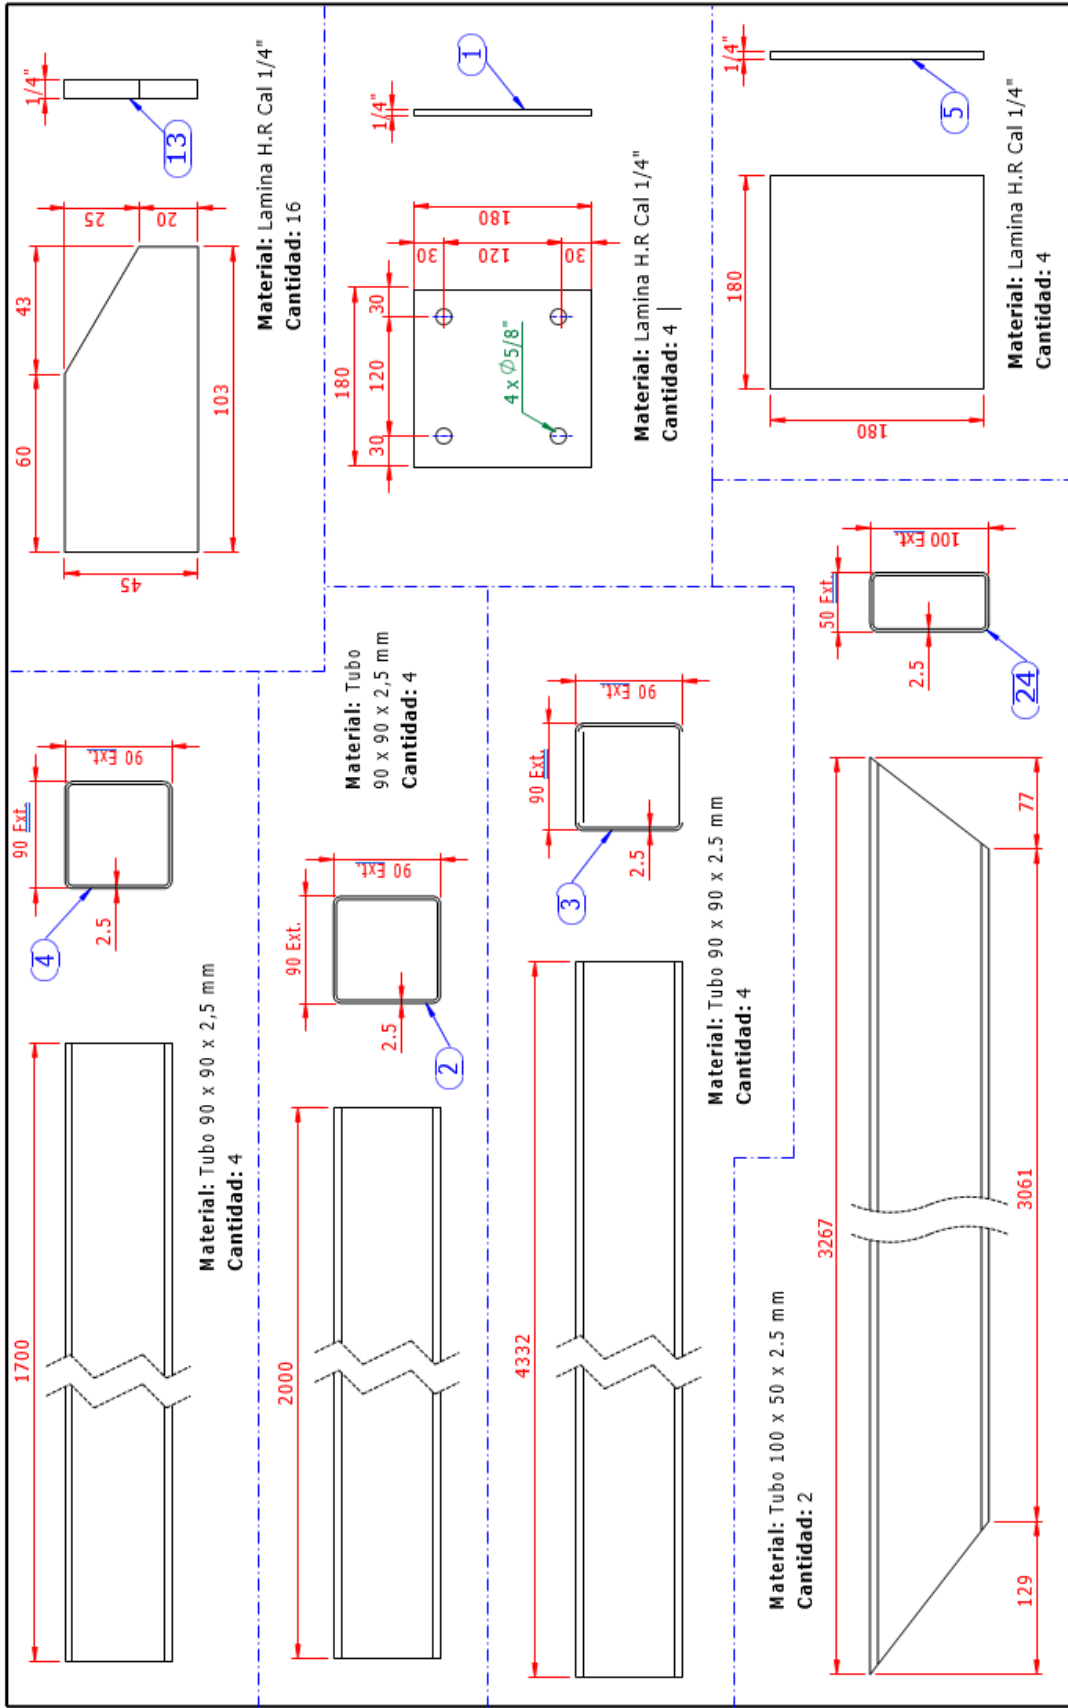 1700
90 Ext.
90 Ext.
2.5
4
Material: Tubo 90 x 90 x 2,5 mm
Cantidad: 4
60
43
45
103
25
20
1/4"
13
Material: Lamina H.R Cal 1/4"
Cantidad: 16
2000
90 Ext.
90 Ext.
2.5
2
Material: Tubo
90 x 90 x 2,5 mm
Cantidad: 4
180
30
120
30
30
120
30
180
4 x Ø5/8"
1/4"
1
Material: Lamina H.R Cal 1/4"
Cantidad: 4
4332
90 Ext.
90 Ext.
2.5
3
Material: Tubo 90 x 90 x 2.5 mm
Cantidad: 4
Material: Tubo 100 x 50 x 2.5 mm
Cantidad: 2
3267
129
3061
77
50 Ext.
100 Ext.
2.5
24
180
180
1/4"
5
Material: Lamina H.R Cal 1/4"
Cantidad: 4